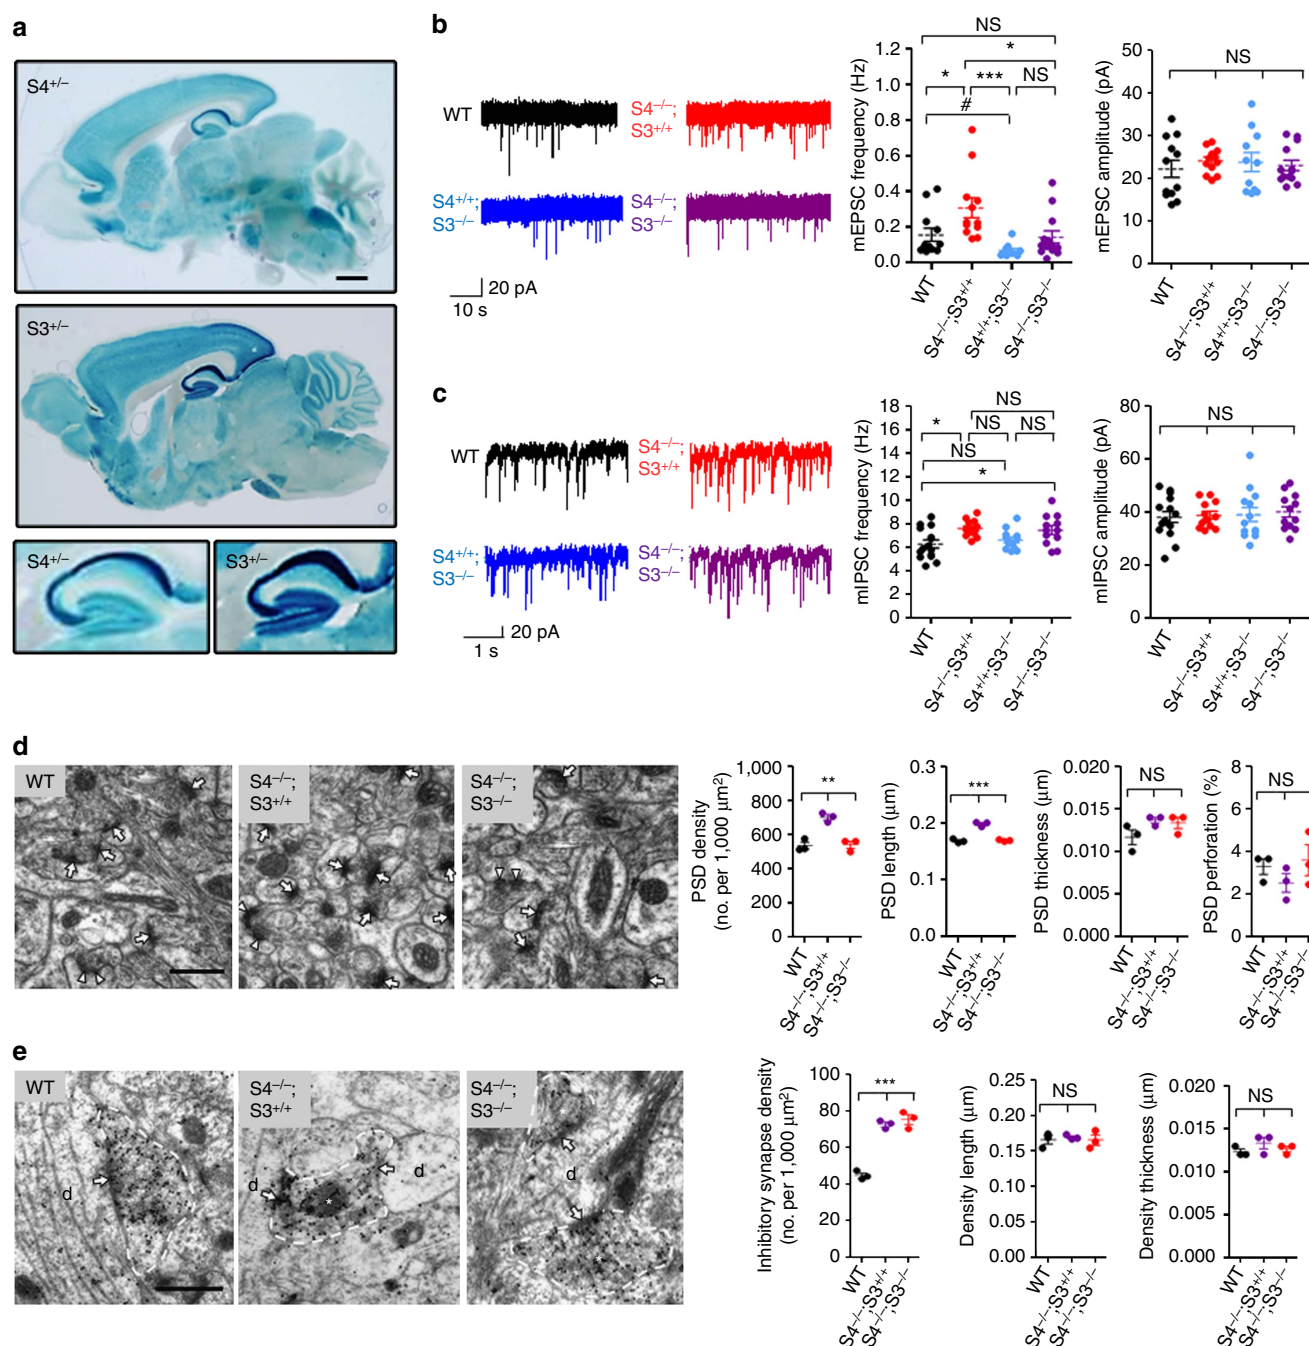 a
S4+/–
S3+/–
S4+/–
S3+/–
b
WT
S4–/–;
S3+/+
S4+/+;
S3–/–
S4–/–;
S3–/–
20 pA
10 s
mEPSC frequency (Hz)
1.2
1.0
0.8
0.6
0.4
0.2
0.0
NS
*
* *** NS
#
WT
S4–/–;S3+/+
S4+/+;S3–/–
S4–/–;S3–/–
mEPSC amplitude (pA)
50
40
30
20
10
0
NS
WT
S4–/–;S3+/+
S4+/+;S3–/–
S4–/–;S3–/–
c
WT
S4–/–;
S3+/+
S4+/+;
S3–/–
S4–/–;
S3–/–
20 pA
1 s
mIPSC frequency (Hz)
18
16
14
12
10
8
6
4
2
0
NS
* NS NS
NS
*
WT
S4–/–;S3+/+
S4+/+;S3–/–
S4–/–;S3–/–
mIPSC amplitude (pA)
80
60
40
20
0
NS
WT
S4–/–;S3+/+
S4+/+;S3–/–
S4–/–;S3–/–
d
WT
S4–/–;
S3+/+
S4–/–;
S3–/–
PSD density
(no. per 1,000 µm2)
1,000
800
600
400
200
0
**
WT
S4–/–;S3+/+
S4–/–;S3–/–
PSD length (µm)
0.3
0.2
0.1
0.0
***
WT
S4–/–;S3+/+
S4–/–;S3–/–
PSD thickness (µm)
0.020
0.015
0.010
0.005
0.000
NS
WT
S4–/–;S3+/+
S4–/–;S3–/–
PSD perforation (%)
8
6
4
2
0
NS
WT
S4–/–;S3+/+
S4–/–;S3–/–
e
WT
d
S4–/–;
S3+/+
d
d
*
S4–/–;
S3–/–
*
d
*
Inhibitory synapse density
(no. per 1,000 µm2)
100
80
60
40
20
0
***
WT
S4–/–;S3+/+
S4–/–;S3–/–
Density length (µm)
0.25
0.20
0.15
0.10
0.05
0.00
NS
WT
S4–/–;S3+/+
S4–/–;S3–/–
Density thickness (µm)
0.020
0.015
0.010
0.005
0.000
NS
WT
S4–/–;S3+/+
S4–/–;S3–/–